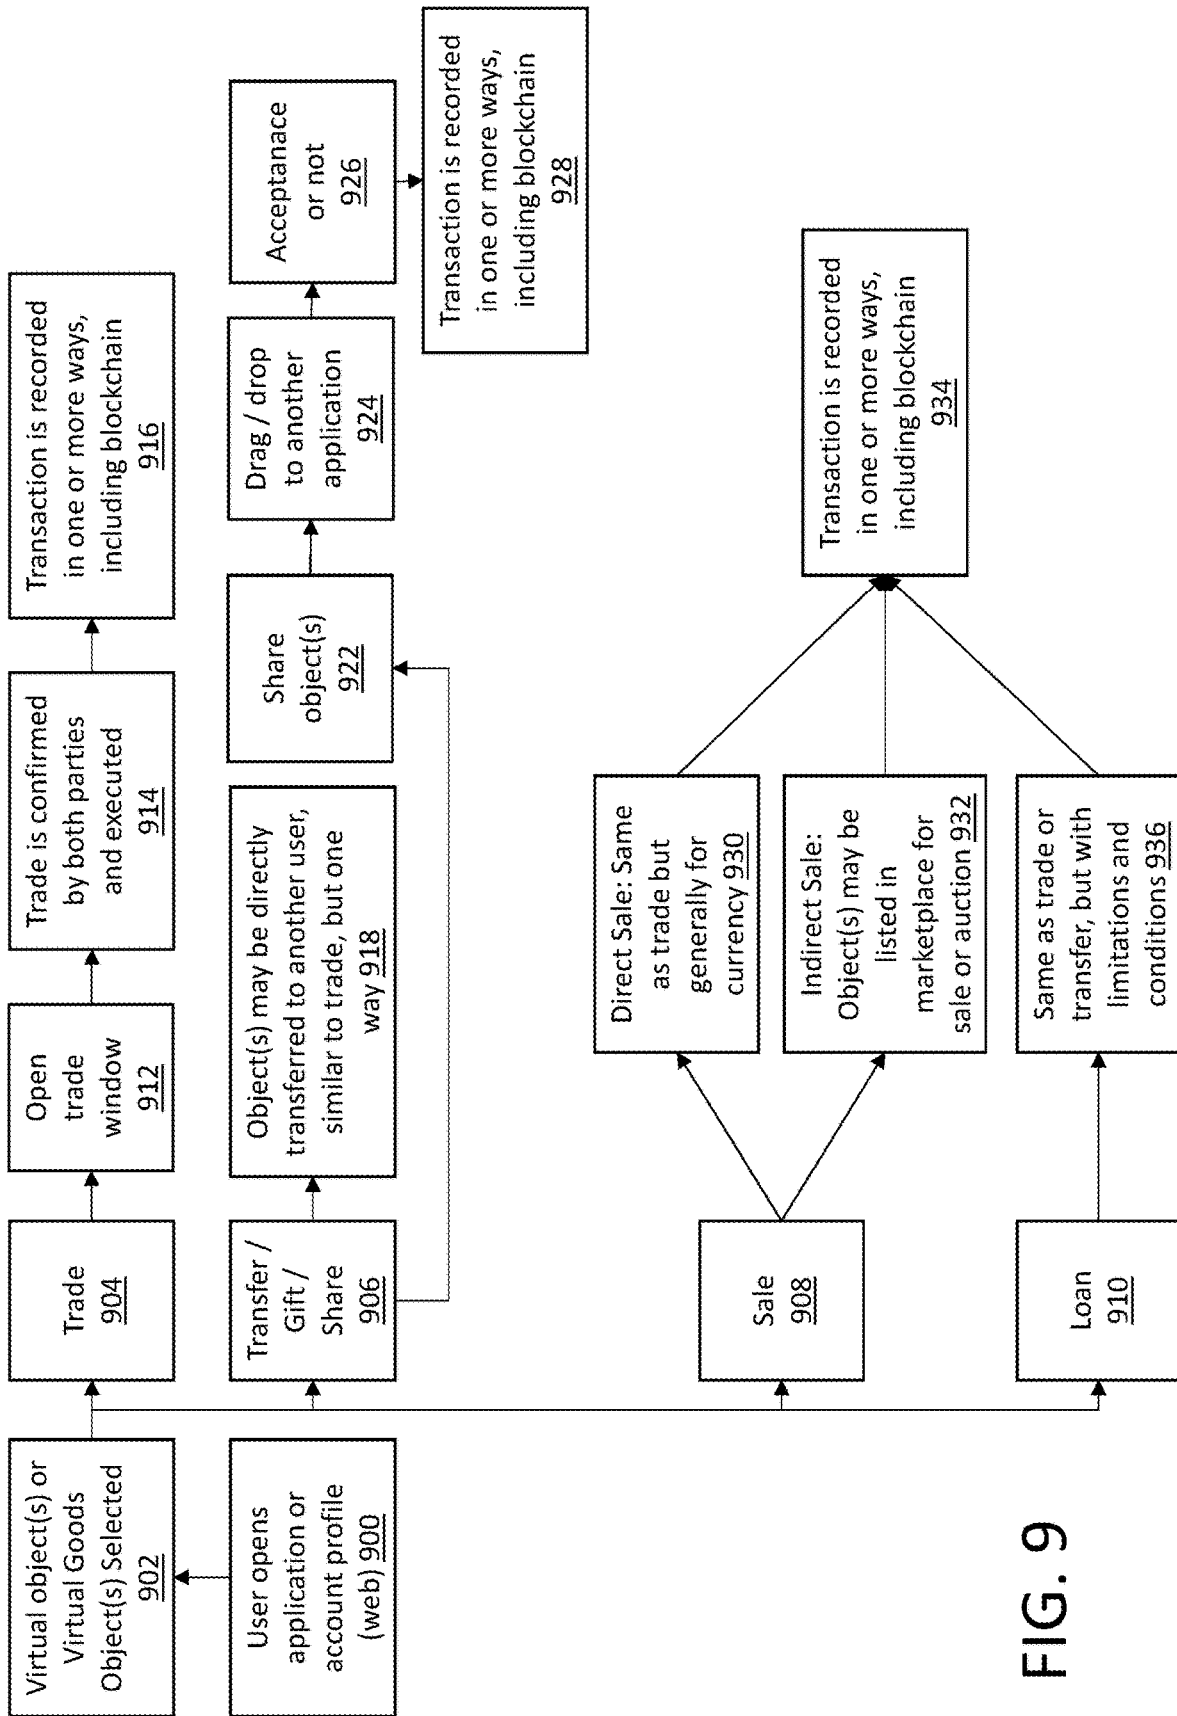 Virtual object(s) or
Virtual Goods
Object(s) Selected
902
User opens
application or
account profile
(web) 900
Trade
904
Open
trade
window
912
Trade is confirmed
by both parties
and executed
914
Transaction is recorded
in one or more ways,
including blockchain
916
Transfer /
Gift /
Share
906
Object(s) may be directly
transferred to another user,
similar to trade, but one
way 918
Share
object(s)
922
Drag / drop
to another
application
924
Acceptanace
or not
926
Transaction is recorded
in one or more ways,
including blockchain
928
Sale
908
Direct Sale: Same
as trade but
generally for
currency 930
Indirect Sale:
Object(s) may be
listed in
marketplace for
sale or auction 932
Loan
910
Same as trade or
transfer, but with
limitations and
conditions 936
Transaction is recorded
in one or more ways,
including blockchain
934
FIG. 9